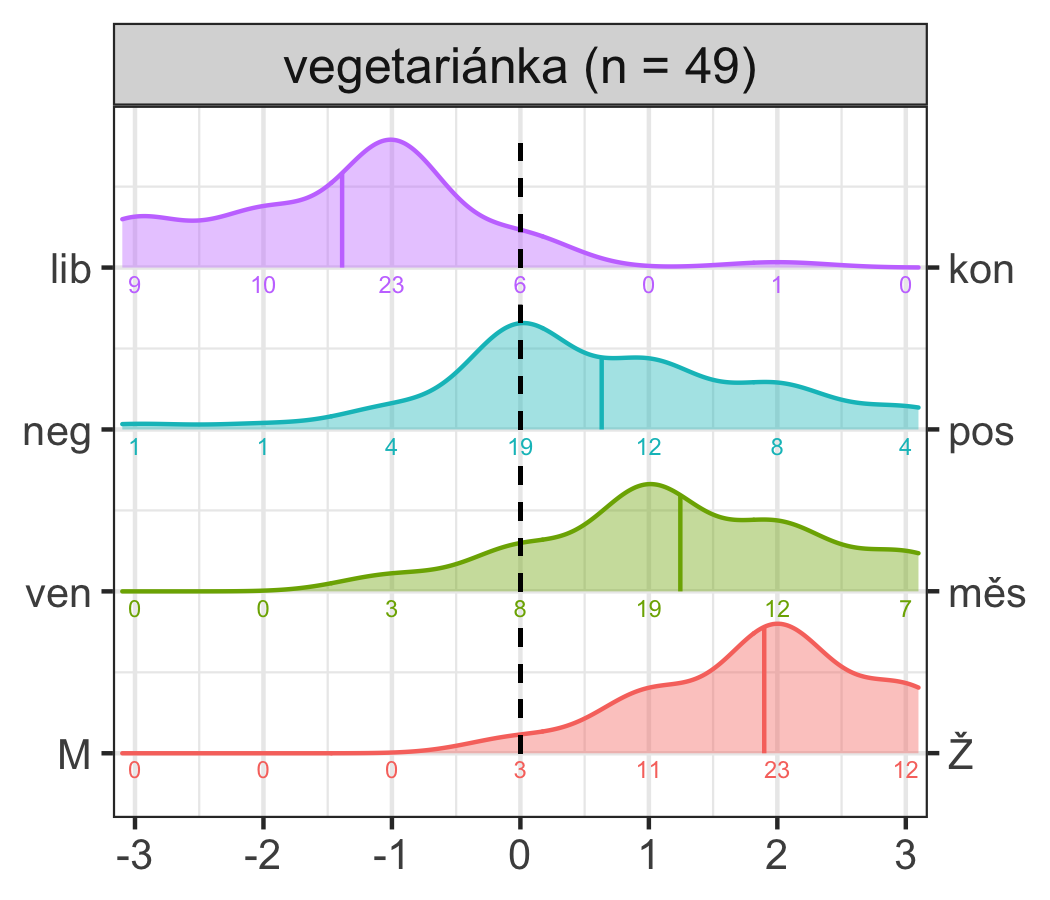 vegetariánka (n = 49)
lib kon
9 10 23 6 0 1 0
neg pos
1 1 4 19 12 8 4
ven měs
0 0 3 8 19 12 7
M Ž
0 0 0 3 11 23 12
-3 -2 -1 0 1 2 3